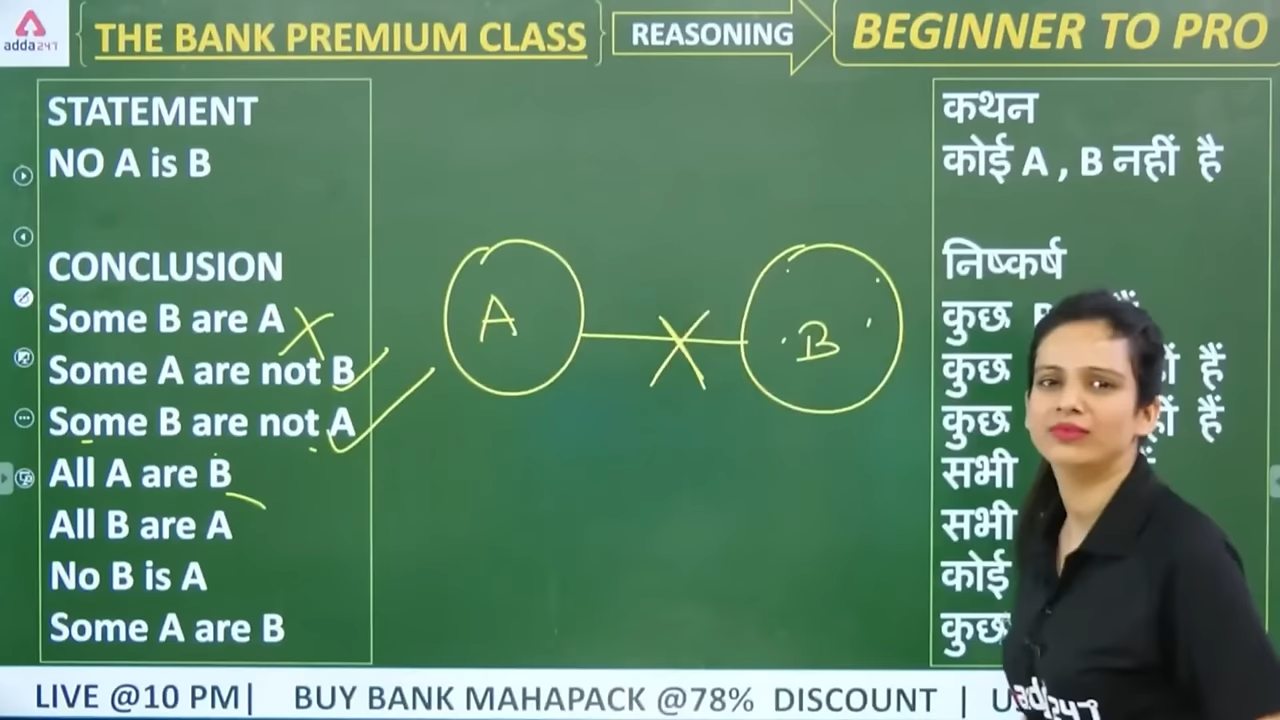 adda247
THE BANK PREMIUM CLASS
REASONING
BEGINNER TO PRO
STATEMENT
NO A is B
CONCLUSION
Some B are A
Some A are not B
Some B are not A
All A are B
All B are A
No B is A
Some A are B
A
B
कथन
कोई A , B नहीं है
निष्कर्ष
कुछ
कुछ हैं
कुछ हैं
सभी
सभी
कोई
कुछ
LIVE @10 PM| BUY BANK MAHAPACK @78% DISCOUNT |
adda247